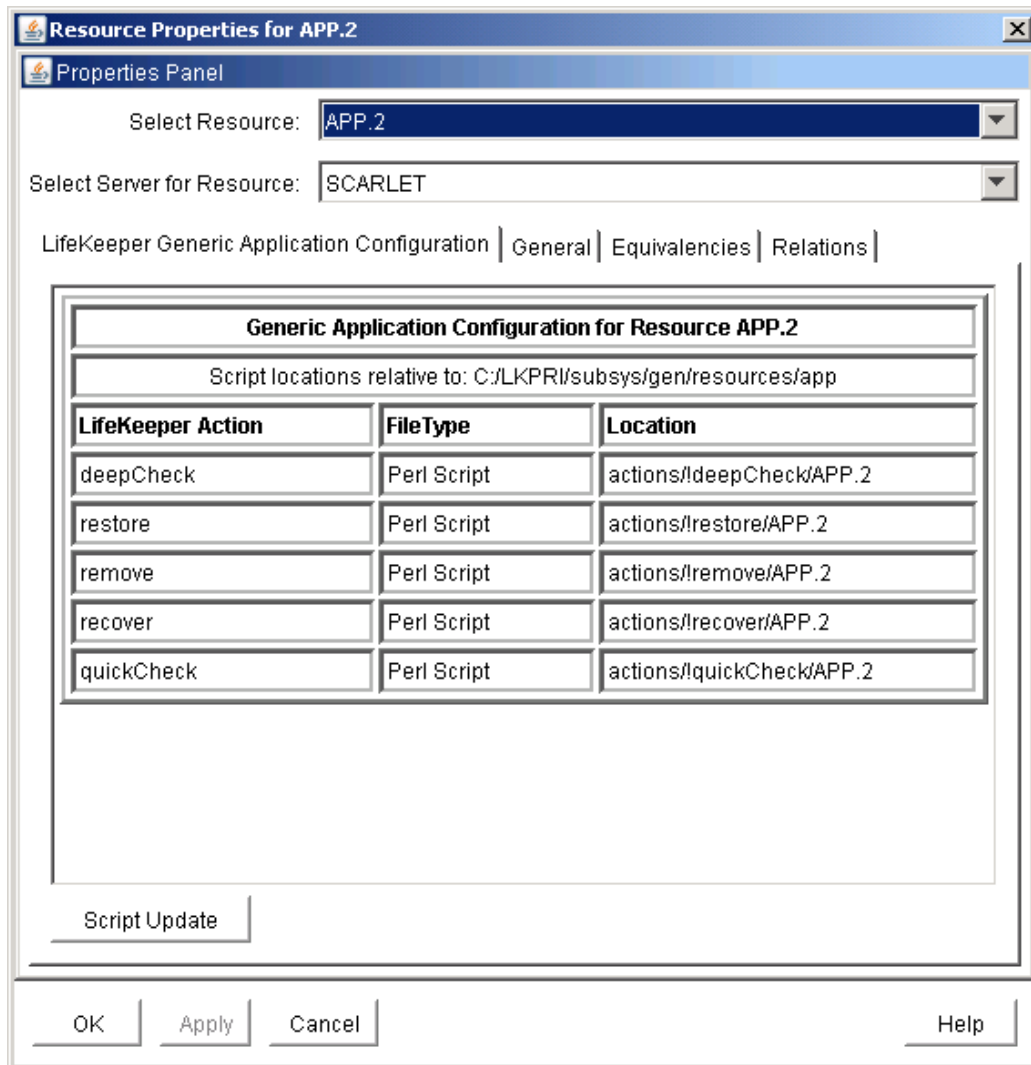 Resource Properties for APP.2
Properties Panel
Select Resource: APP.2
Select Server for Resource: SCARLET
LifeKeeper Generic Application Configuration General Equivalencies Relations
Generic Application Configuration for Resource APP.2
Script locations relative to: C:/LKPRI/subsys/gen/resources/app
LifeKeeper Action FileType Location
deepCheck Perl Script actions/!deepCheck/APP.2
restore Perl Script actions/!restore/APP.2
remove Perl Script actions/!remove/APP.2
recover Perl Script actions/!recover/APP.2
quickCheck Perl Script actions/!quickCheck/APP.2
Script Update
OK Apply Cancel Help